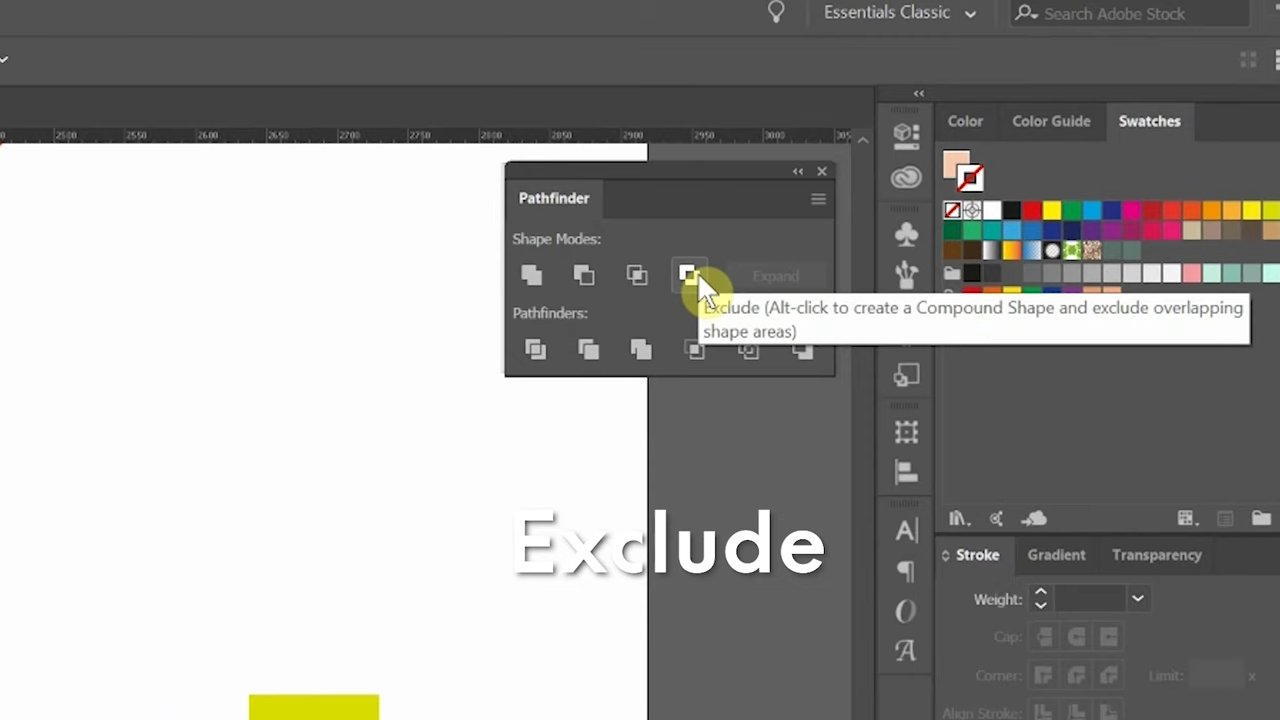 Essentials Classic
Search Adobe Stock
2500 2550 2600 2650 2700 2750 2800 2850 2900 2950 3000
Color Color Guide Swatches
Pathfinder
Shape Modes:
Expand
Exclude (Alt-click to create a Compound Shape and exclude overlapping
shape areas)
Pathfinders:
Exclude
Stroke Gradient Transparency
Weight:
Cap:
Corner: Limit: x
Align Stroke: